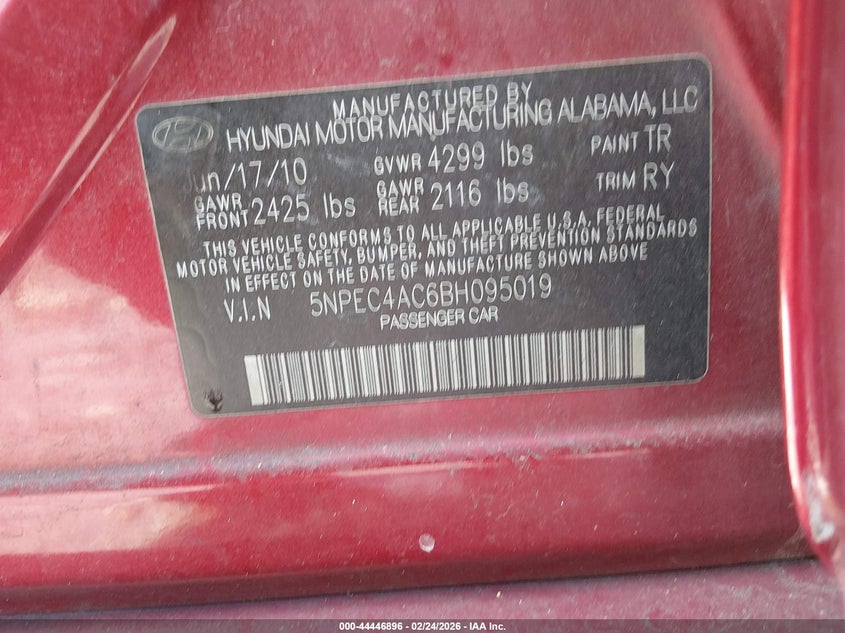 MANUFACTURED BY
HYUNDAI MOTOR MANUFACTURING ALABAMA, LLC
Jun/17/10 GVWR 4299 lbs PAINT TR
GAWR FRONT 2425 lbs GAWR REAR 2116 lbs TRIM RY
THIS VEHICLE CONFORMS TO ALL APPLICABLE U.S.A. FEDERAL
MOTOR VEHICLE SAFETY, BUMPER, AND THEFT PREVENTION STANDARDS
IN EFFECT ON THE DATE OF MANUFACTURE SHOWN ABOVE
V.I.N 5NPEC4AC6BH095019
PASSENGER CAR
000-44446896 - 02/24/2026 - IAA Inc.